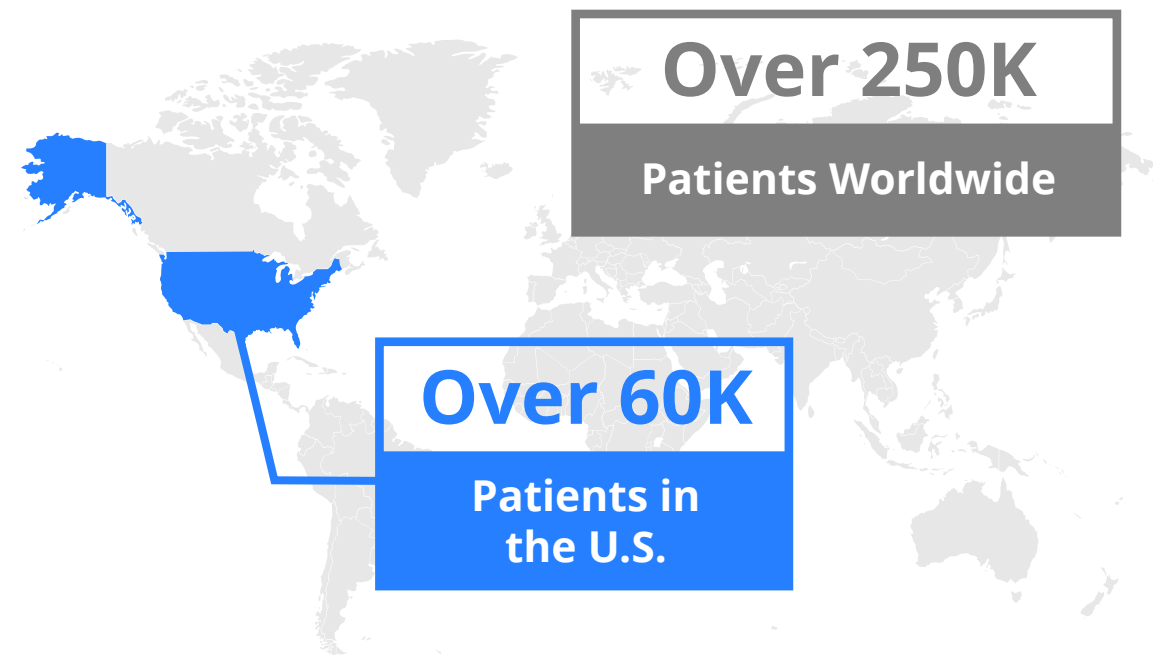 Over 250K
Patients Worldwide
Over 60K
Patients in
the U.S.